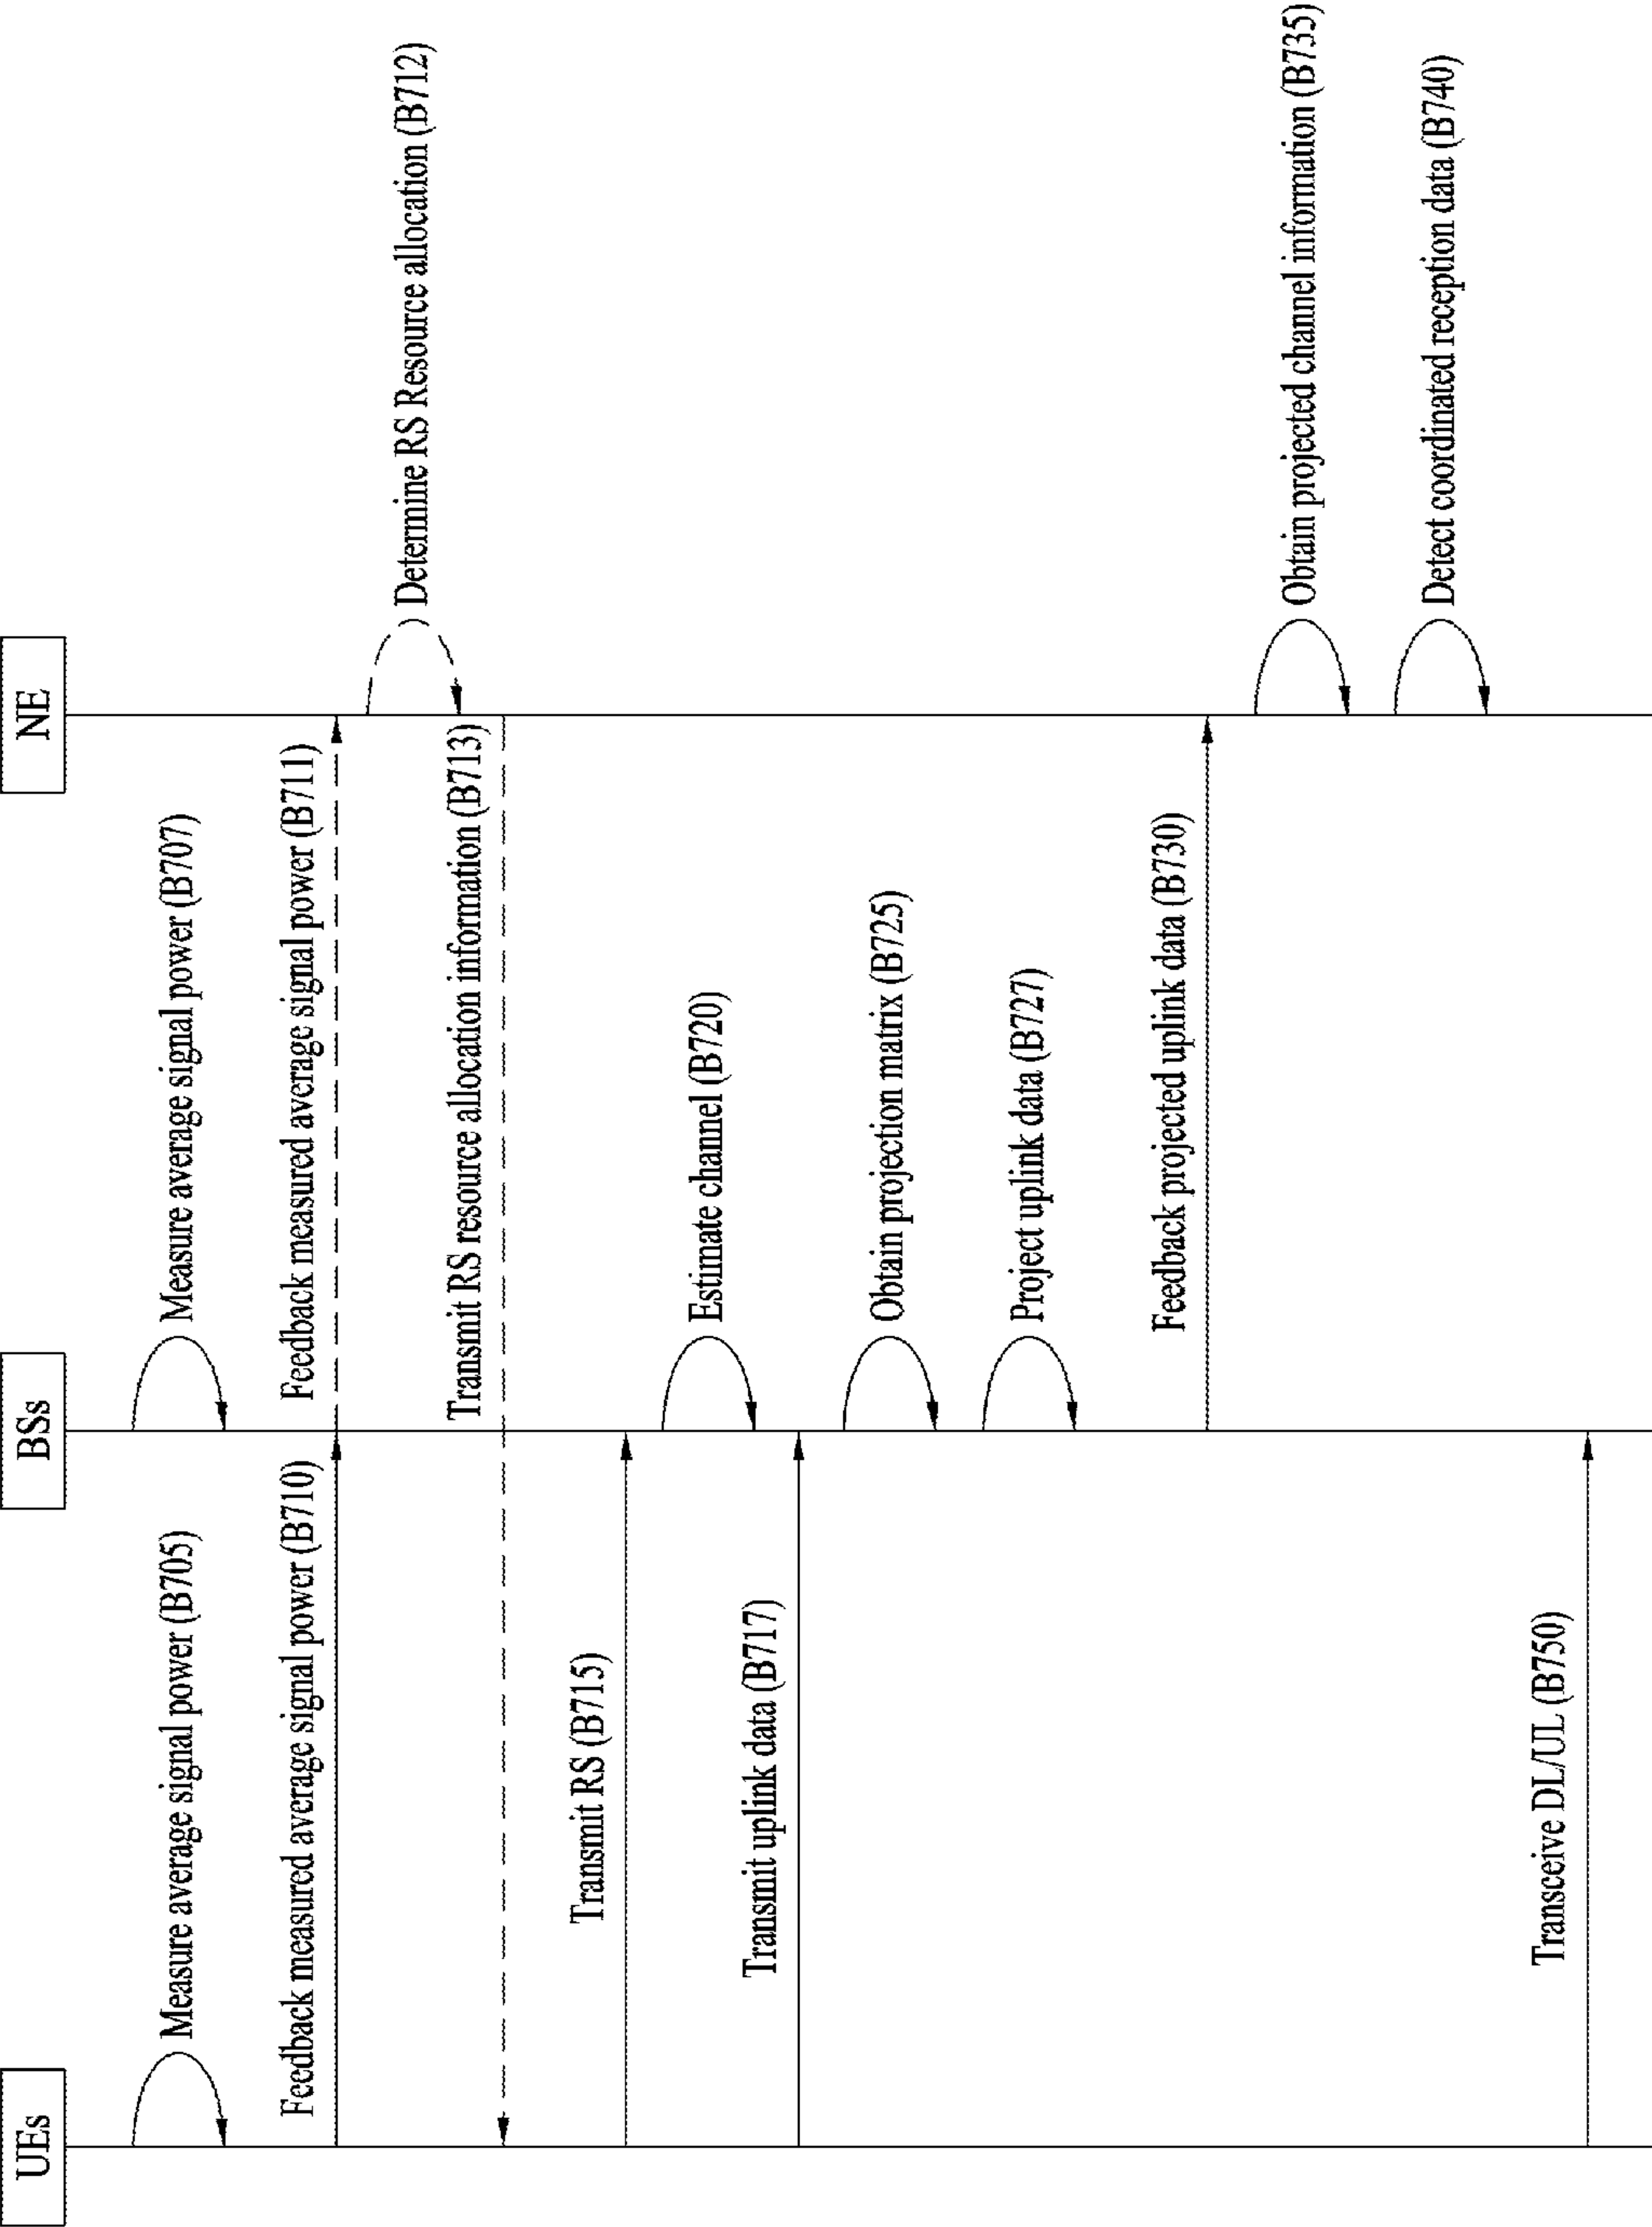 UEs
BSs
NE
Measure average signal power (B705)
Measure average signal power (B707)
Feedback measured average signal power (B710)
Feedback measured average signal power (B711)
Determine RS Resource allocation (B712)
Transmit RS resource allocation information (B713)
Transmit RS (B715)
Estimate channel (B720)
Transmit uplink data (B717)
Obtain projection matrix (B725)
Project uplink data (B727)
Feedback projected uplink data (B730)
Obtain projected channel information (B735)
Detect coordinated reception data (B740)
Transceive DL/UL (B750)